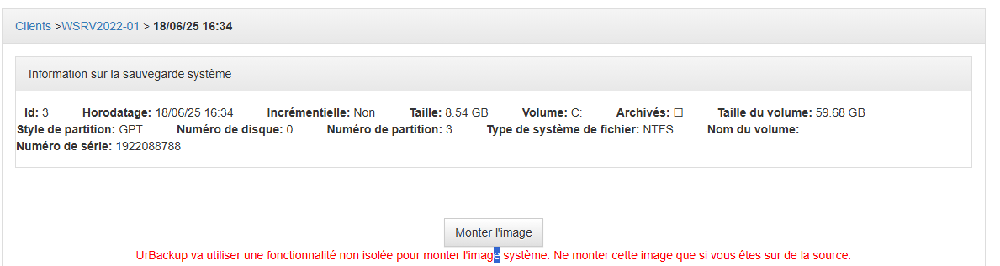 Clients >WSRV2022-01 > 18/06/25 16:34
Information sur la sauvegarde système
Id: 3 Horodatage: 18/06/25 16:34 Incrémentielle: Non Taille: 8.54 GB Volume: C: Archivés: ☐ Taille du volume: 59.68 GB
Style de partition: GPT Numéro de disque: 0 Numéro de partition: 3 Type de système de fichier: NTFS Nom du volume:
Numéro de série: 1922088788
Monter l'image
UrBackup va utiliser une fonctionnalité non isolée pour monter l'image système. Ne monter cette image que si vous êtes sur de la source.